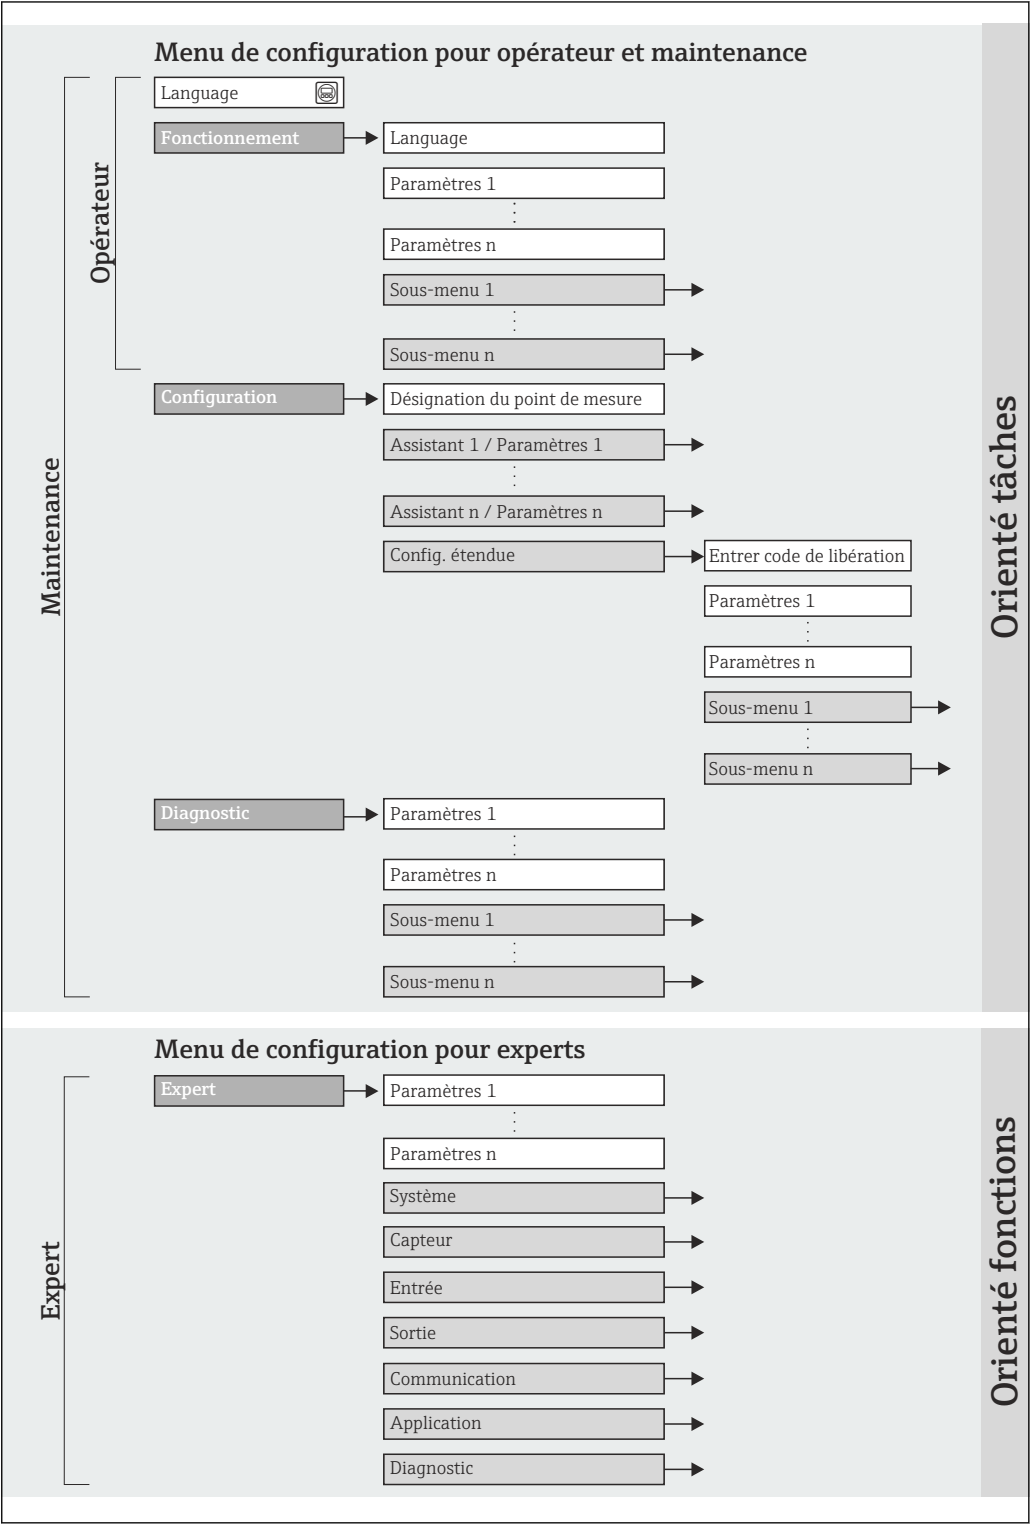 Menu de configuration pour opérateur et maintenance
Language
Fonctionnement
Language
Paramètres 1
Paramètres n
Sous-menu 1
Sous-menu n
Opérateur
Configuration
Désignation du point de mesure
Assistant 1 / Paramètres 1
Assistant n / Paramètres n
Config. étendue
Entrer code de libération
Paramètres 1
Paramètres n
Sous-menu 1
Sous-menu n
Diagnostic
Paramètres 1
Paramètres n
Sous-menu 1
Sous-menu n
Maintenance
Orienté tâches
Menu de configuration pour experts
Expert
Paramètres 1
Paramètres n
Système
Capteur
Entrée
Sortie
Communication
Application
Diagnostic
Expert
Orienté fonctions